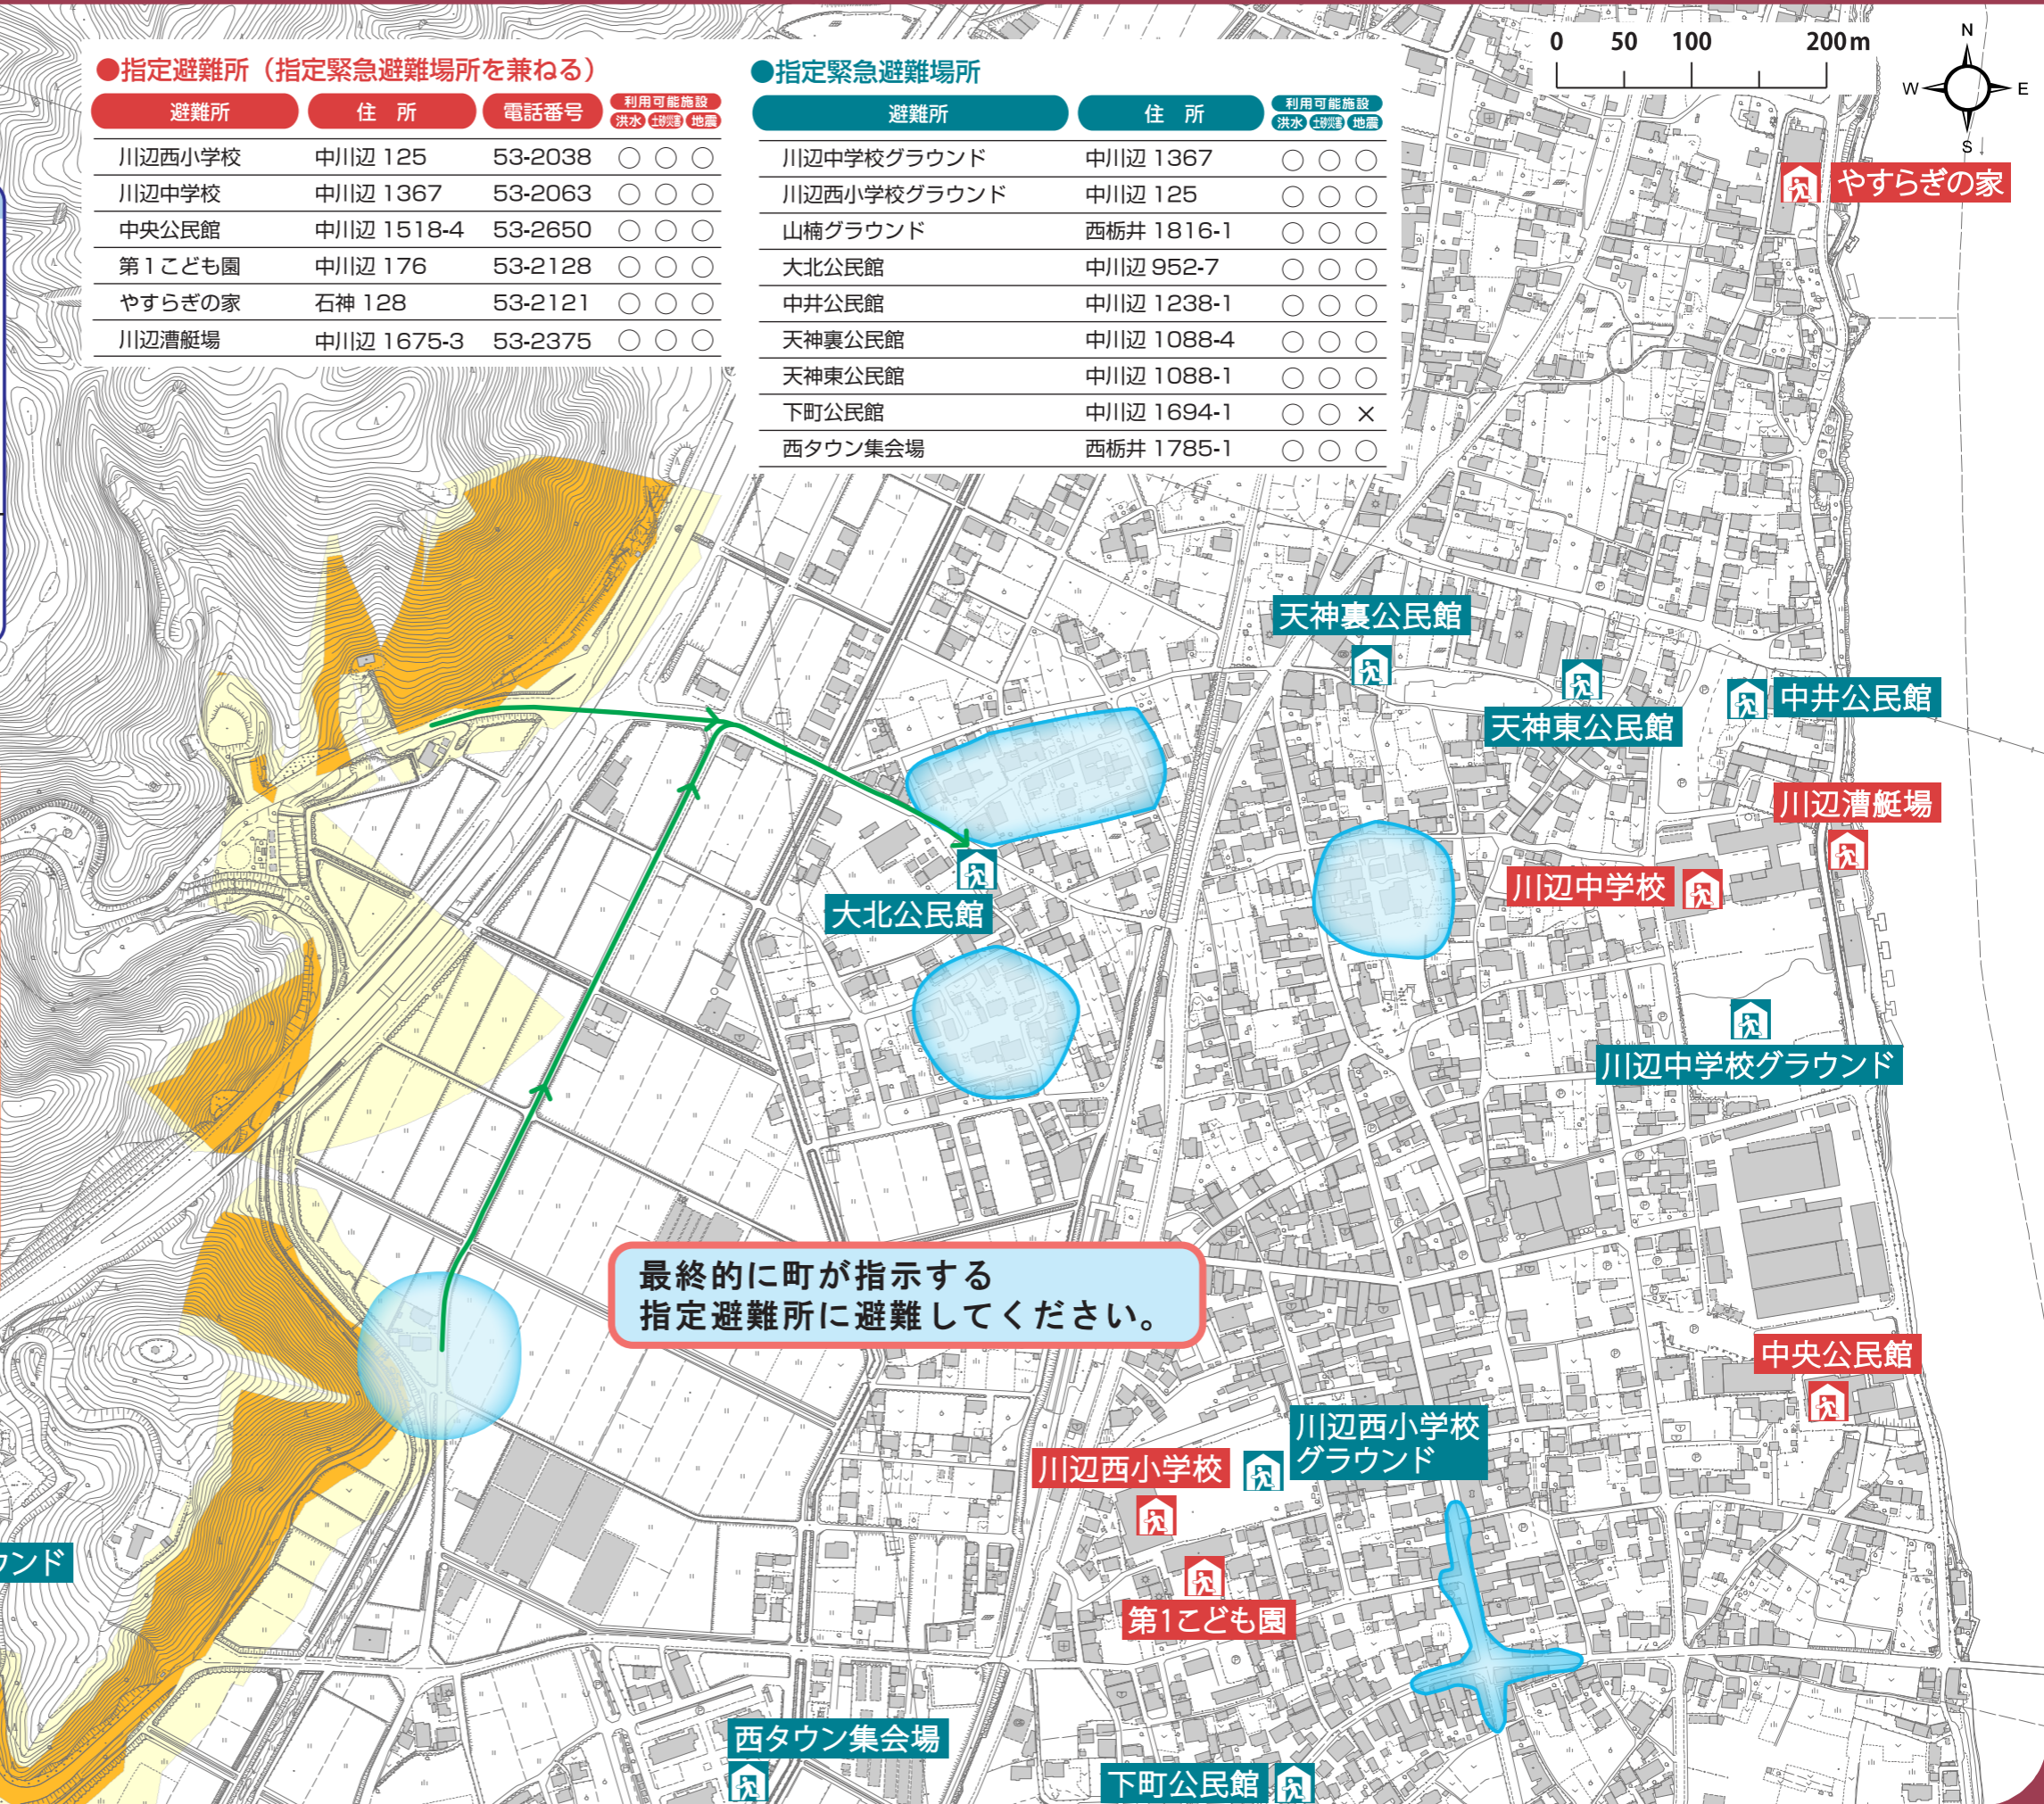 ●指定避難所（指定緊急避難場所を兼ねる）
避難所 住 所 電話番号 利用可能施設
洪水 土砂災害 地震
川辺西小学校 中川辺 125 53-2038 ○ ○ ○
川辺中学校 中川辺 1367 53-2063 ○ ○ ○
中央公民館 中川辺 1518-4 53-2650 ○ ○ ○
第１こども園 中川辺 176 53-2128 ○ ○ ○
やすらぎの家 石神 128 53-2121 ○ ○ ○
川辺漕艇場 中川辺 1675-3 53-2375 ○ ○ ○
●指定緊急避難場所
避難所 住 所 利用可能施設
洪水 土砂災害 地震
川辺中学校グラウンド 中川辺 1367 ○ ○ ○
川辺西小学校グラウンド 中川辺 125 ○ ○ ○
山楠グラウンド 西栃井 1816-1 ○ ○ ○
大北公民館 中川辺 952-7 ○ ○ ○
中井公民館 中川辺 1238-1 ○ ○ ○
天神裏公民館 中川辺 1088-4 ○ ○ ○
天神東公民館 中川辺 1088-1 ○ ○ ○
下町公民館 中川辺 1694-1 ○ ○ ×
西タウン集会場 西栃井 1785-1 ○ ○ ○
0 50 100 200m
N
W E
S
やすらぎの家
天神裏公民館
天神東公民館
中井公民館
川辺漕艇場
川辺中学校
大北公民館
川辺中学校グラウンド
最終的に町が指示する
指定避難所に避難してください。
中央公民館
川辺西小学校
グラウンド
川辺西小学校
ウンド
第1こども園
西タウン集会場
下町公民館